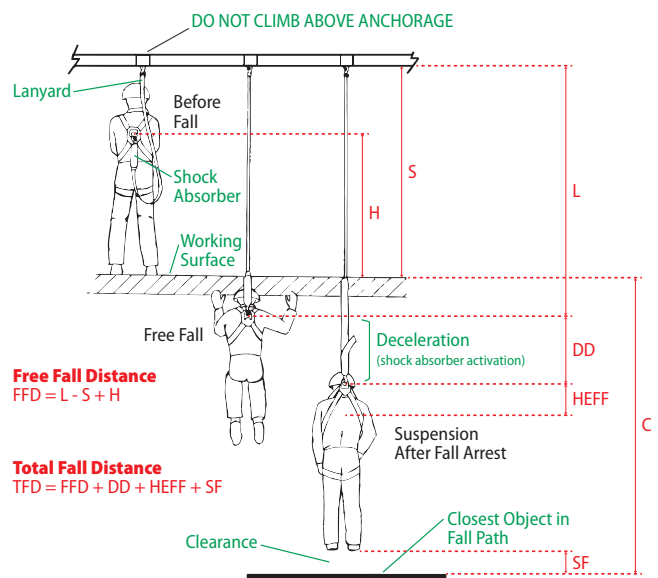 DO NOT CLIMB ABOVE ANCHORAGE
Lanyard
Before
Fall
Shock
Absorber
S
L
H
Working
Surface
Free Fall
Deceleration
(shock absorber activation)
DD
Free Fall Distance
FFD = L - S + H
HEFF
C
Suspension
After Fall Arrest
Total Fall Distance
TFD = FFD + DD + HEFF + SF
Closest Object in
Fall Path
Clearance
SF